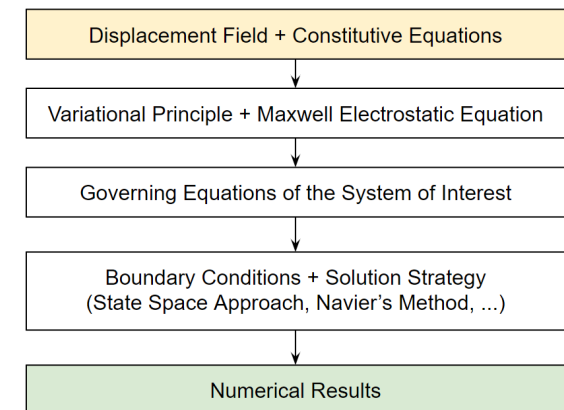 Displacement Field + Constitutive Equations
Variational Principle + Maxwell Electrostatic Equation
Governing Equations of the System of Interest
Boundary Conditions + Solution Strategy
(State Space Approach, Navier’s Method, ...)
Numerical Results